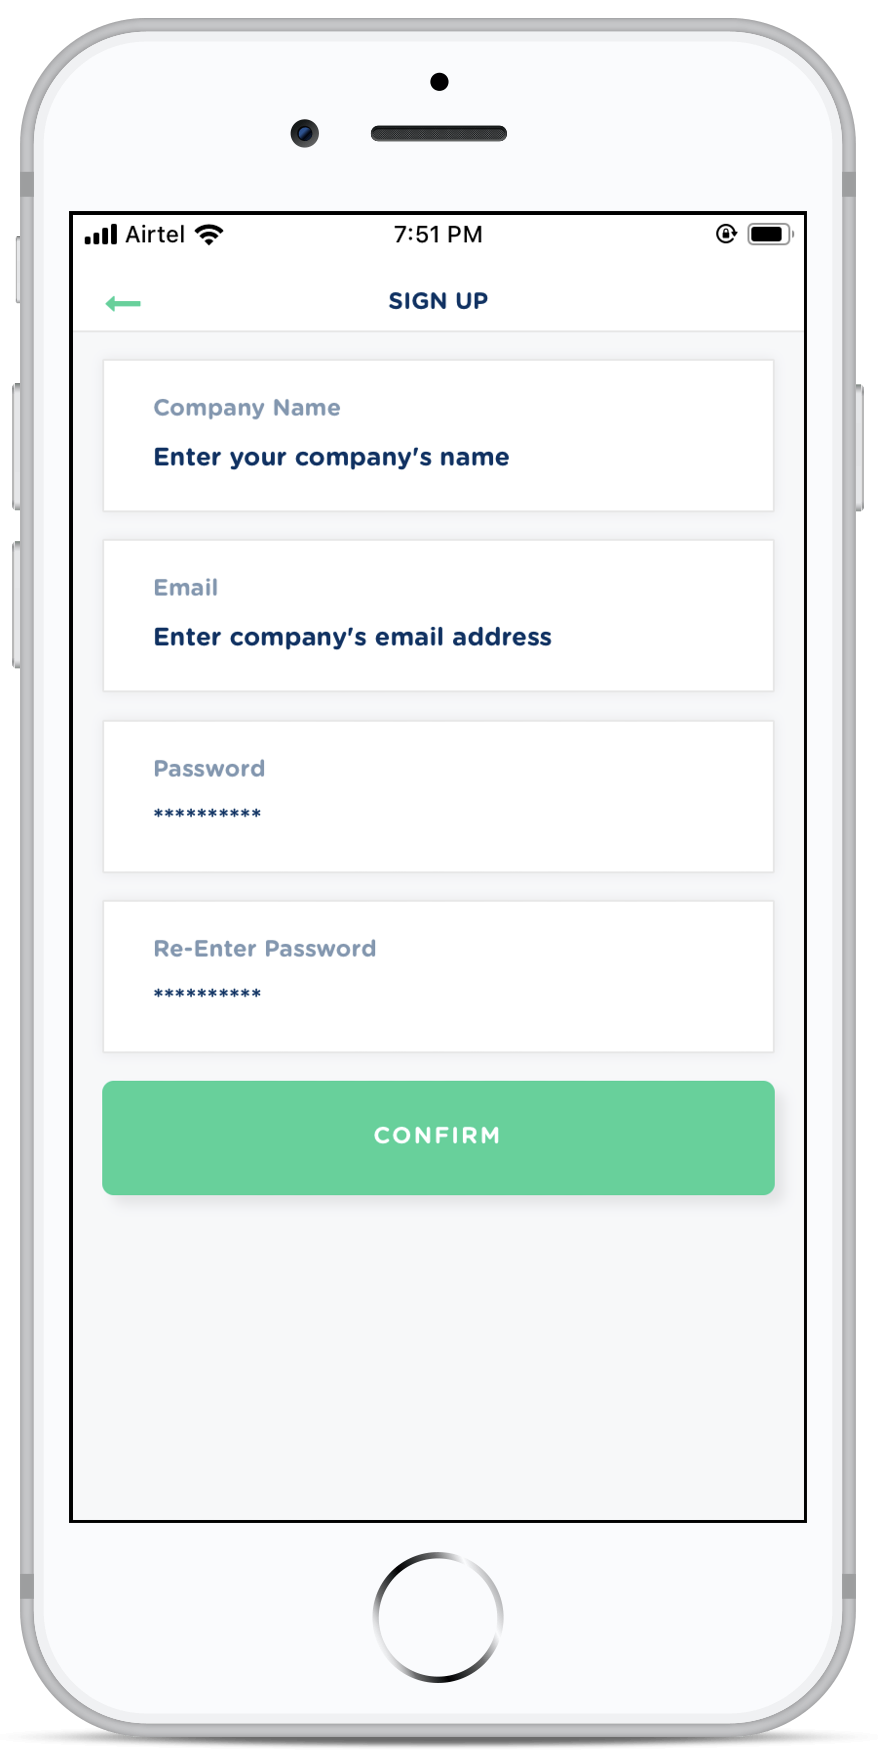 Airtel 7:51 PM
SIGN UP
Company Name
Enter your company's name
Email
Enter company's email address
Password
**********
Re-Enter Password
**********
CONFIRM